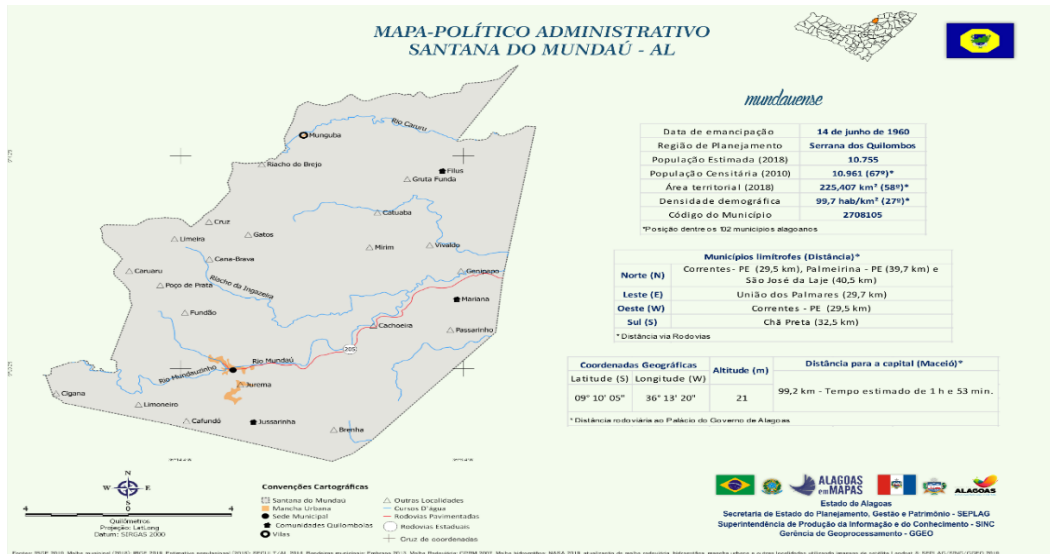 MAPA-POLÍTICO ADMINISTRATIVO
SANTANA DO MUNDAÚ - AL
mundauense
Data de emancipação 14 de junho de 1960
Região de Planejamento Serrana dos Quilombos
População Estimada (2018) 10.755
População Censitária (2010) 10.961 (67º)*
Área territorial (2018) 225,407 km² (58º)*
Densidade demográfica 99,7 hab/km² (27º)*
Código do Município 2708105
*Posição dentre os 102 municípios alagoanos
Municípios limítrofes (Distância)*
Norte (N) Correntes- PE (29,5 km), Palmeirina - PE (39,7 km) e
São José da Laje (40,5 km)
Leste (E) União dos Palmares (29,7 km)
Oeste (W) Correntes - PE (29,5 km)
Sul (S) Chã Preta (32,5 km)
* Distância via Rodovias
Coordenadas Geográficas Altitude (m) Distância para a capital (Maceió)*
Latitude (S) Longitude (W)
09° 10' 05" 36° 13' 20" 21 99,2 km - Tempo estimado de 1 h e 53 min.
* Distância rodoviária ao Palácio do Governo de Alagoas
Rio Caruru
Munguba
Riacho do Brejo
Filus
Gruta Funda
Catuaba
Cruz
Gatos
Limeira
Mirim
Vivaldo
Cana-Brava
Caruaru
Riacho da Ingazeira
Genipapo
Poço de Prata
Mariana
Fundão
Cachoeira
Passarinho
205
Rio Mundaú
Rio Mundauzinho
Jurema
Cigana
Limoneiro
Cafundó
Jussarinha
Brenha
N
W E
S
4 0 4
Quilômetros
Projeção: LatLong
Datum: SIRGAS 2000
Convenções Cartográficas
Santana do Mundaú
Mancha Urbana
Sede Municipal
Comunidades Quilombolas
Vilas
Outras Localidades
Cursos D'água
Rodovias Pavimentadas
Rodovias Estaduais
Cruz de coordenadas
ALAGOAS
em MAPAS
ALAGOAS
Estado de Alagoas
Secretaria de Estado do Planejamento, Gestão e Patrimônio - SEPLAG
Superintendência de Produção da Informação e do Conhecimento - SINC
Gerência de Geoprocessamento - GGEO